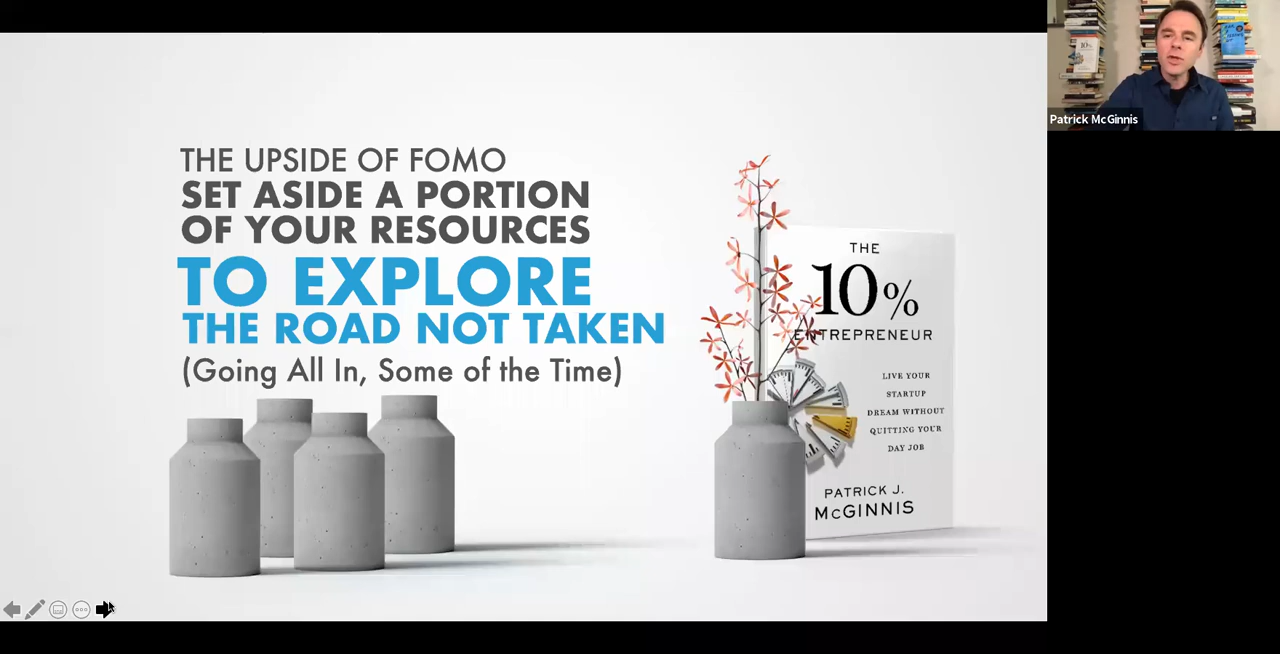 THE UPSIDE OF FOMO
SET ASIDE A PORTION
OF YOUR RESOURCES
TO EXPLORE
THE ROAD NOT TAKEN
(Going All In, Some of the Time)
THE
10%
ENTREPRENEUR
LIVE YOUR
STARTUP
DREAM WITHOUT
QUITTING YOUR
DAY JOB
PATRICK J.
McGINNIS
Patrick McGinnis
10%